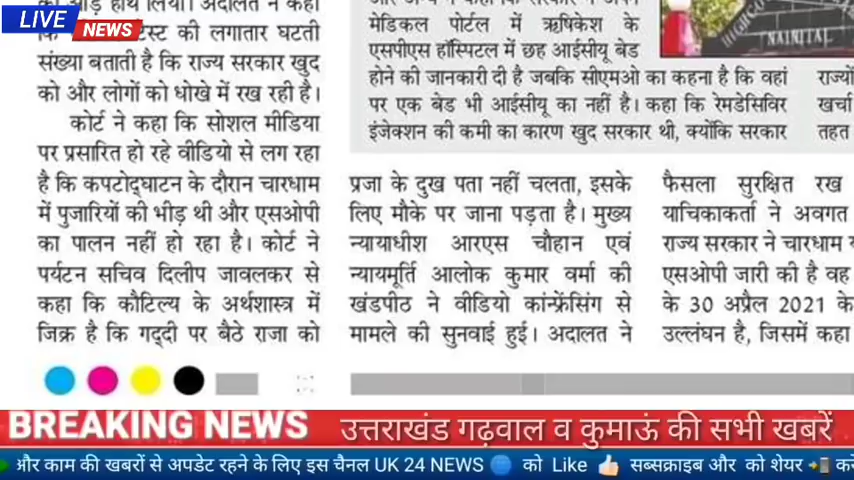 LIVE
NEWS
को आड़े हाथ लिया। अदालत ने कहा
टेस्ट की लगातार घटती
संख्या बताती है कि राज्य सरकार खुद
को और लोगों को धोखे में रख रही है।
कोर्ट ने कहा कि सोशल मीडिया
पर प्रसारित हो रहे वीडियो से लग रहा
है कि कपटोद्घाटन के दौरान चारधाम
में पुजारियों की भीड़ थी और एसओपी
का पालन नहीं हो रहा है। कोर्ट ने
पर्यटन सचिव दिलीप जावलकर से
कहा कि कौटिल्य के अर्थशास्त्र में
जिक्र है कि गद्दी पर बैठे राजा को
मेडिकल पोर्टल में ऋषिकेश के
एसपीएस हॉस्पिटल में छह आईसीयू बेड
होने की जानकारी दी है जबकि सीएमओ का कहना है कि वहां
पर एक बेड भी आईसीयू का नहीं है। कहा कि रेमडेसिविर
इंजेक्शन की कमी का कारण खुद सरकार थी, क्योंकि सरकार
प्रजा के दुख पता नहीं चलता, इसके
लिए मौके पर जाना पड़ता है। मुख्य
न्यायाधीश आरएस चौहान एवं
न्यायमूर्ति आलोक कुमार वर्मा की
खंडपीठ ने वीडियो कांन्फ्रेंसिंग से
मामले की सुनवाई हुई। अदालत ने
NAINITAL
राज्यों
खर्चा
तहत
फैसला सुरक्षित रख
याचिकाकर्ता ने अवगत
राज्य सरकार ने चारधाम
एसओपी जारी की है वह
के 30 अप्रैल 2021 के
उल्लंघन है, जिसमें कहा
BREAKING NEWS
उत्तराखंड गढ़वाल व कुमाऊं की सभी खबरें
और काम की खबरों से अपडेट रहने के लिए इस चैनल UK 24 NEWS 🌐 को Like 👍🏻 सब्सक्राइब और को शेयर 📲